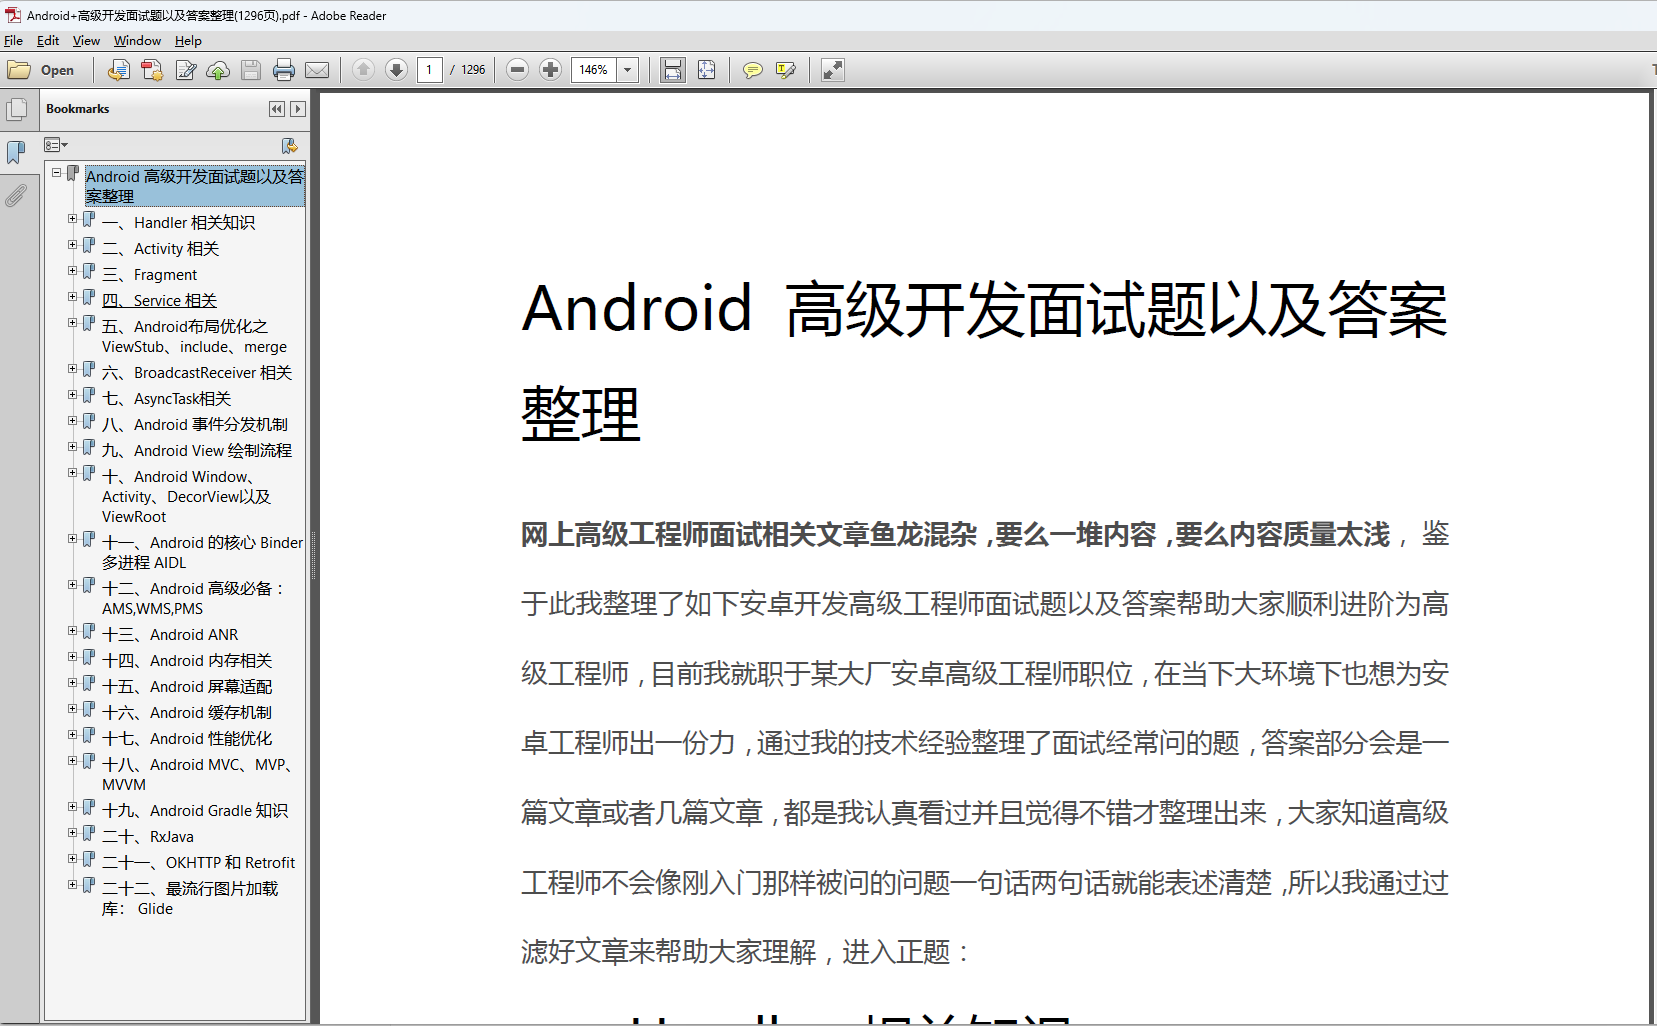 Android+高级开发面试题以及答案整理(1296页).pdf - Adobe Reader
File Edit View Window Help
Open 1 / 1296 146%
Bookmarks
Android 高级开发面试题以及答
案整理
一、Handler 相关知识
二、Activity 相关
三、Fragment
四、Service 相关
五、Android布局优化之
ViewStub、include、merge
六、BroadcastReceiver 相关
七、AsyncTask相关
八、Android 事件分发机制
九、Android View 绘制流程
十、Android Window、
Activity、DecorView以及
ViewRoot
十一、Android 的核心 Binder
多进程 AIDL
十二、Android 高级必备：
AMS,WMS,PMS
十三、Android ANR
十四、Android 内存相关
十五、Android 屏幕适配
十六、Android 缓存机制
十七、Android 性能优化
十八、Android MVC、MVP、
MVVM
十九、Android Gradle 知识
二十、RxJava
二十一、OKHTTP 和 Retrofit
二十二、最流行图片加载
库： Glide
Android 高级开发面试题以及答案
整理
网上高级工程师面试相关文章鱼龙混杂，要么一堆内容，要么内容质量太浅，鉴
于此我整理了如下安卓开发高级工程师面试题以及答案帮助大家顺利进阶为高
级工程师，目前我就职于某大厂安卓高级工程师职位，在当下大环境下也想为安
卓工程师出一份力，通过我的技术经验整理了面试经常问的题，答案部分会是一
篇文章或者几篇文章，都是我认真看过并且觉得不错才整理出来，大家知道高级
工程师不会像刚入门那样被问的问题一句话两句话就能表述清楚，所以我通过过
滤好文章来帮助大家理解，进入正题：